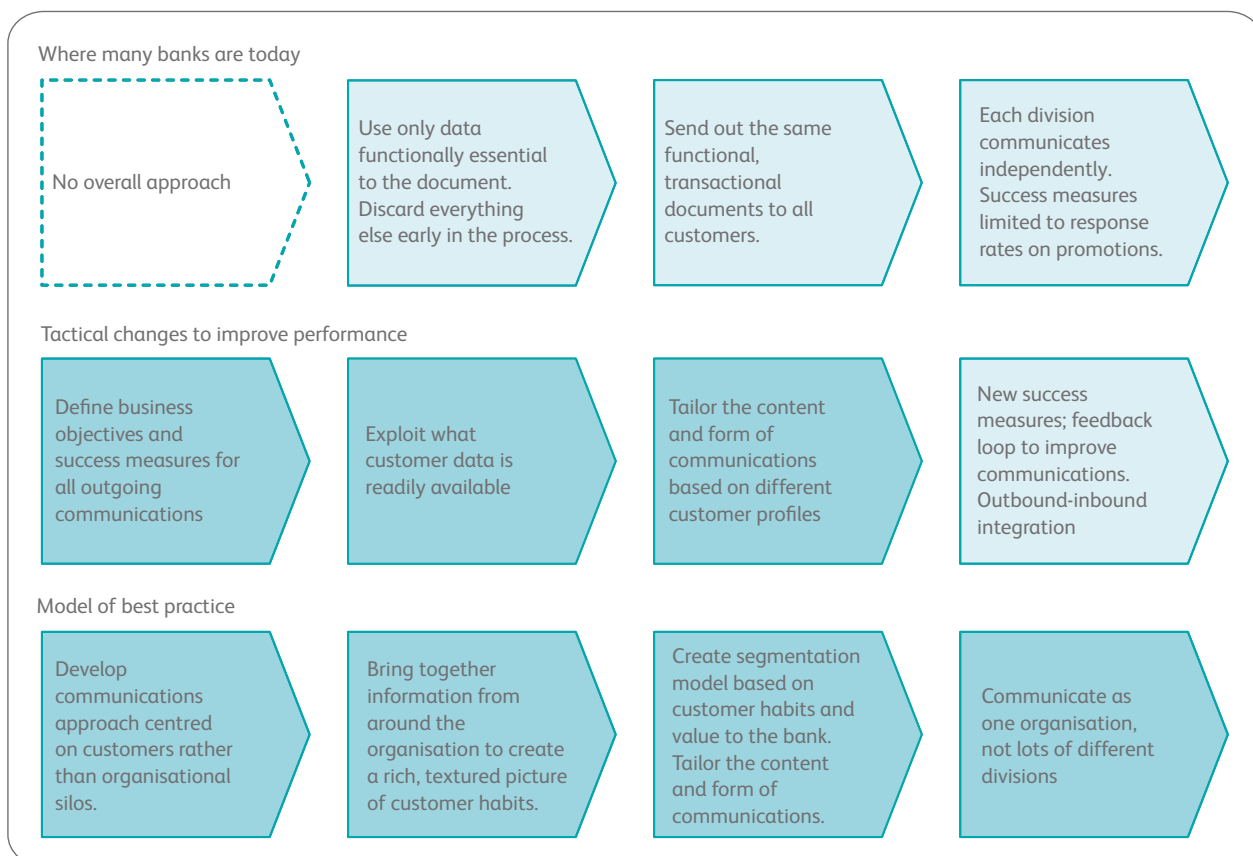 Where many banks are today
No overall approach
Use only data
functionally essential
to the document.
Discard everything
else early in the process.
Send out the same
functional,
transactional
documents to all
customers.
Each division
communicates
independently.
Success measures
limited to response
rates on promotions.
Tactical changes to improve performance
Define business
objectives and
success measures for
all outgoing
communications
Exploit what
customer data is
readily available
Tailor the content
and form of
communications
based on different
customer profiles
New success
measures; feedback
loop to improve
communications.
Outbound-inbound
integration
Model of best practice
Develop
communications
approach centred
on customers rather
than organisational
silos.
Bring together
information from
around the
organisation to create
a rich, textured picture
of customer habits.
Create segmentation
model based on
customer habits and
value to the bank.
Tailor the content
and form of
communications.
Communicate as
one organisation,
not lots of different
divisions